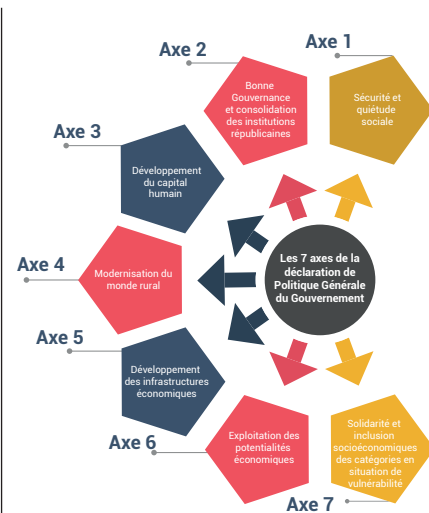 Axe 1
Sécurité et
quiétude
sociale
Axe 2
Bonne
Gouvernance
et consolidation
des institutions
républicaines
Axe 3
Développement
du capital
humain
Axe 4
Modernisation du
monde rural
Axe 5
Développement
des infrastructures
économiques
Axe 6
Exploitation des
potentialités
économiques
Axe 7
Solidarité et
inclusion
socioéconomiques
des catégories en
situation de
vulnérabilité
Les 7 axes de la
déclaration de
Politique Générale
du Gouvernement